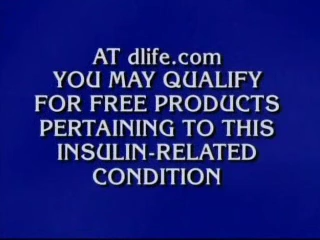 AT dlife.com
YOU MAY QUALIFY
FOR FREE PRODUCTS
PERTAINING TO THIS
INSULIN-RELATED
CONDITION